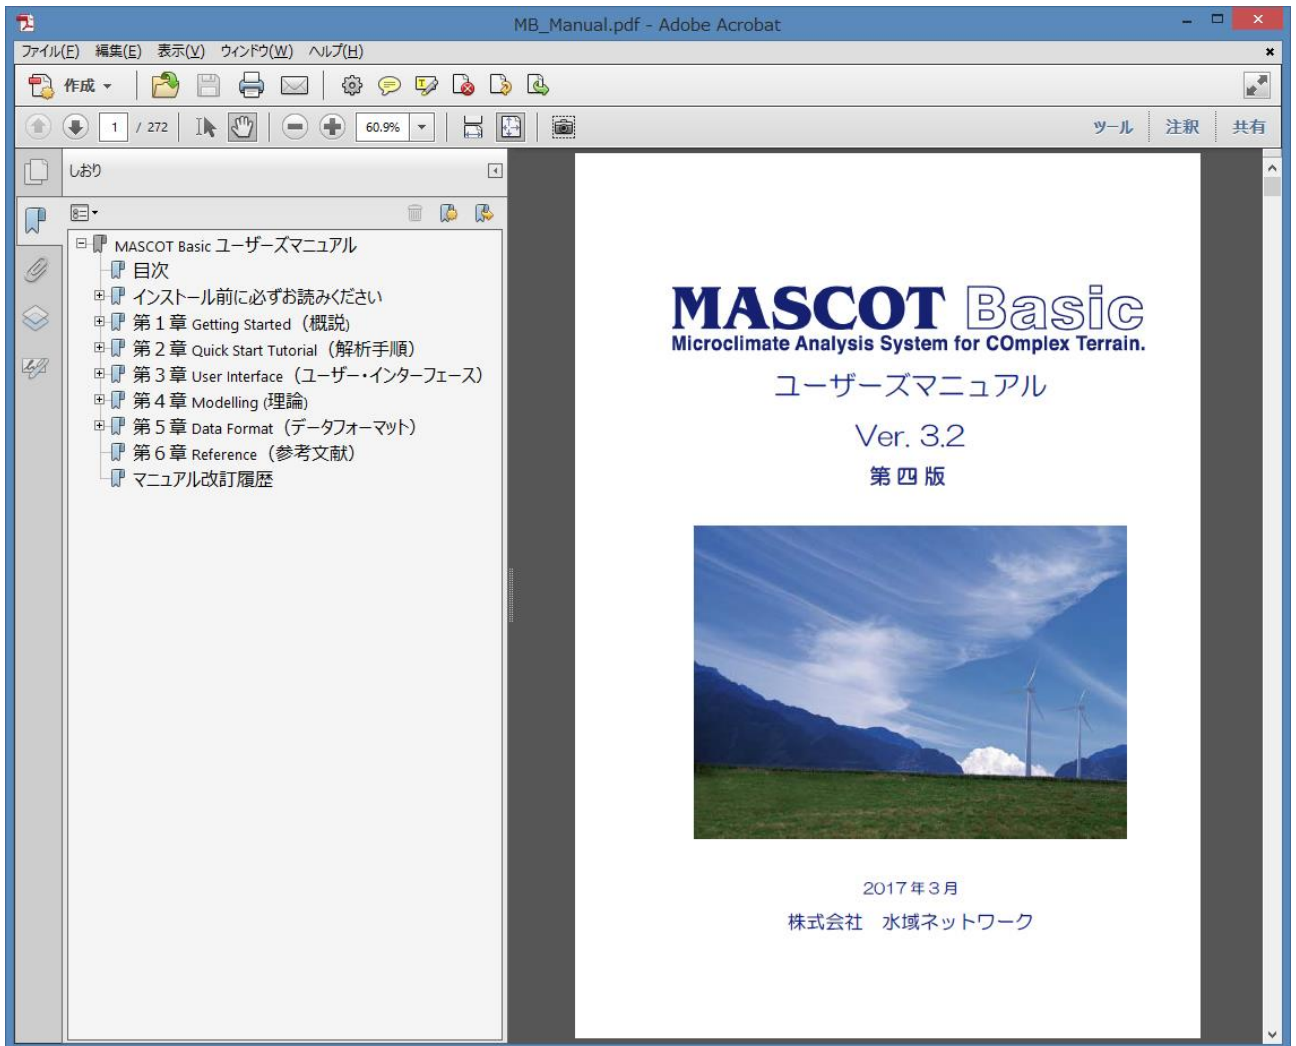 MB_Manual.pdf - Adobe Acrobat
ファイル(F) 編集(E) 表示(V) ウィンドウ(W) ヘルプ(H)
作成
1 / 272 60.9% ツール 注釈 共有
しおり
MASCOT Basic ユーザーズマニュアル
目次
インストール前に必ずお読みください
第1章 Getting Started (概説)
第2章 Quick Start Tutorial (解析手順)
第3章 User Interface (ユーザー・インターフェース)
第4章 Modelling (理論)
第5章 Data Format (データフォーマット)
第6章 Reference (参考文献)
マニュアル改訂履歴
MASCOT Basic
Microclimate Analysis System for COmplex Terrain.
ユーザーズマニュアル
Ver. 3.2
第四版
2017年3月
株式会社 水域ネットワーク